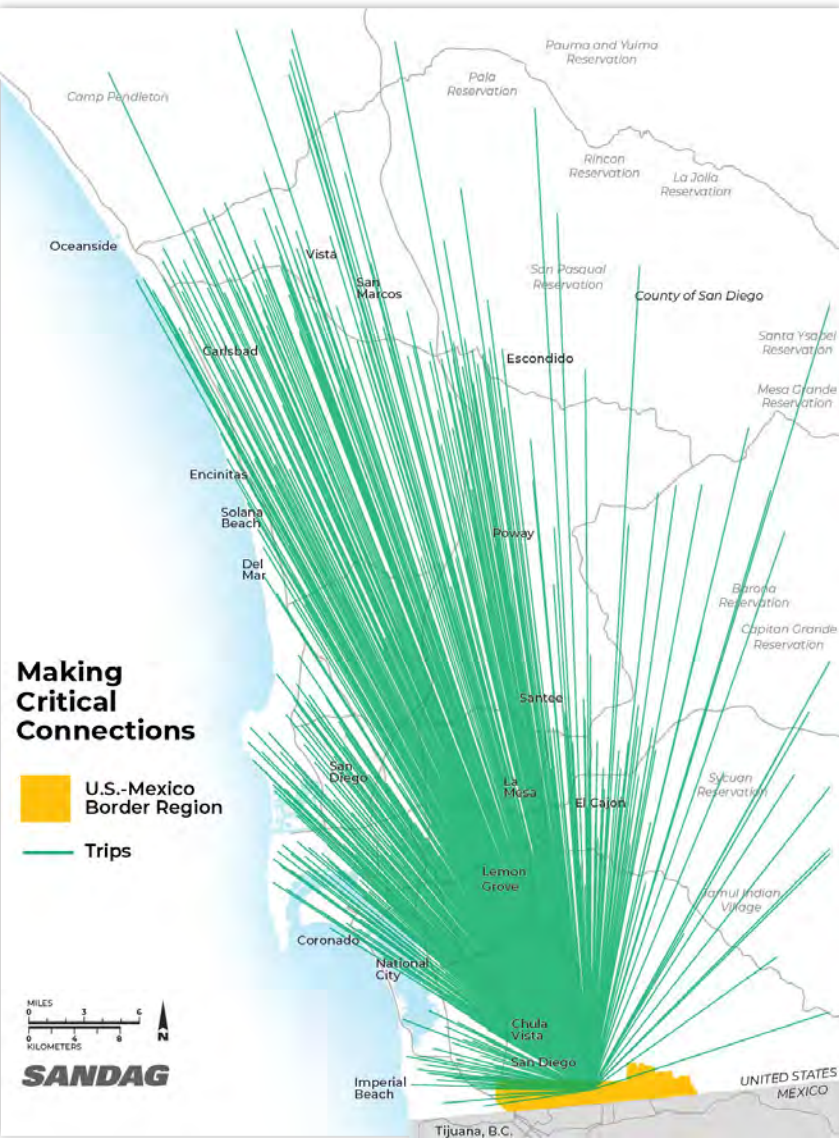 Pauma and Yuima
Reservation
Pala
Reservation
Camp Pendleton
Rincon
Reservation
La Jolla
Reservation
Oceanside
Vista
San
Marcos
San Pasqual
Reservation
County of San Diego
Santa Ysabel
Reservation
Carlsbad
Escondido
Mesa Grande
Reservation
Encinitas
Solana
Beach
Poway
Del
Mar
Barona
Reservation
Capitan Grande
Reservation
Making
Critical
Connections
Santee
San
Diego
La
Mesa
El Cajon
Sycuan
Reservation
U.S.-Mexico
Border Region
Trips
Lemon
Grove
Jamul Indian
Village
Coronado
National
City
MILES
0 3 6
0 4 8
KILOMETERS
N
SANDAG
Chula
Vista
San Diego
Imperial
Beach
UNITED STATES
MEXICO
Tijuana, B.C.